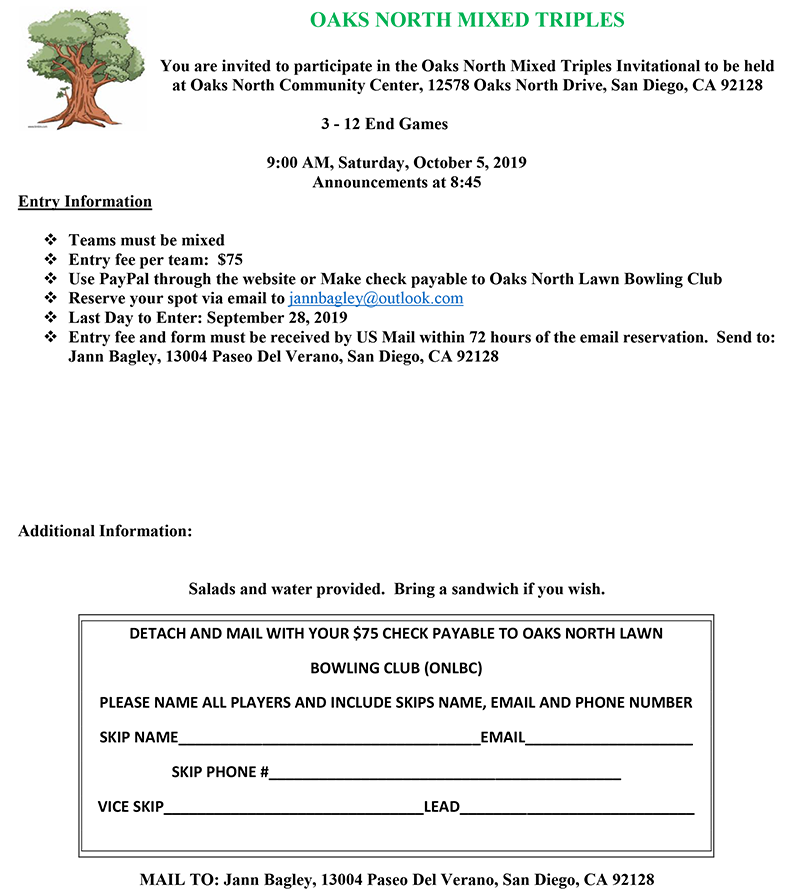 OAKS NORTH MIXED TRIPLES
You are invited to participate in the Oaks North Mixed Triples Invitational to be held
at Oaks North Community Center, 12578 Oaks North Drive, San Diego, CA 92128
3 - 12 End Games
9:00 AM, Saturday, October 5, 2019
Announcements at 8:45
Entry Information
❖ Teams must be mixed
❖ Entry fee per team:  $75
❖ Use PayPal through the website or Make check payable to Oaks North Lawn Bowling Club
❖ Reserve your spot via email to jannbagley@outlook.com
❖ Last Day to Enter: September 28, 2019
❖ Entry fee and form must be received by US Mail within 72 hours of the email reservation.  Send to:
Jann Bagley, 13004 Paseo Del Verano, San Diego, CA 92128
Additional Information:
Salads and water provided.  Bring a sandwich if you wish.
DETACH AND MAIL WITH YOUR $75 CHECK PAYABLE TO OAKS NORTH LAWN
BOWLING CLUB (ONLBC)
PLEASE NAME ALL PLAYERS AND INCLUDE SKIPS NAME, EMAIL AND PHONE NUMBER
SKIP NAME____________________________________EMAIL____________________
SKIP PHONE #__________________________________________
VICE SKIP_______________________________LEAD____________________________
MAIL TO: Jann Bagley, 13004 Paseo Del Verano, San Diego, CA 92128